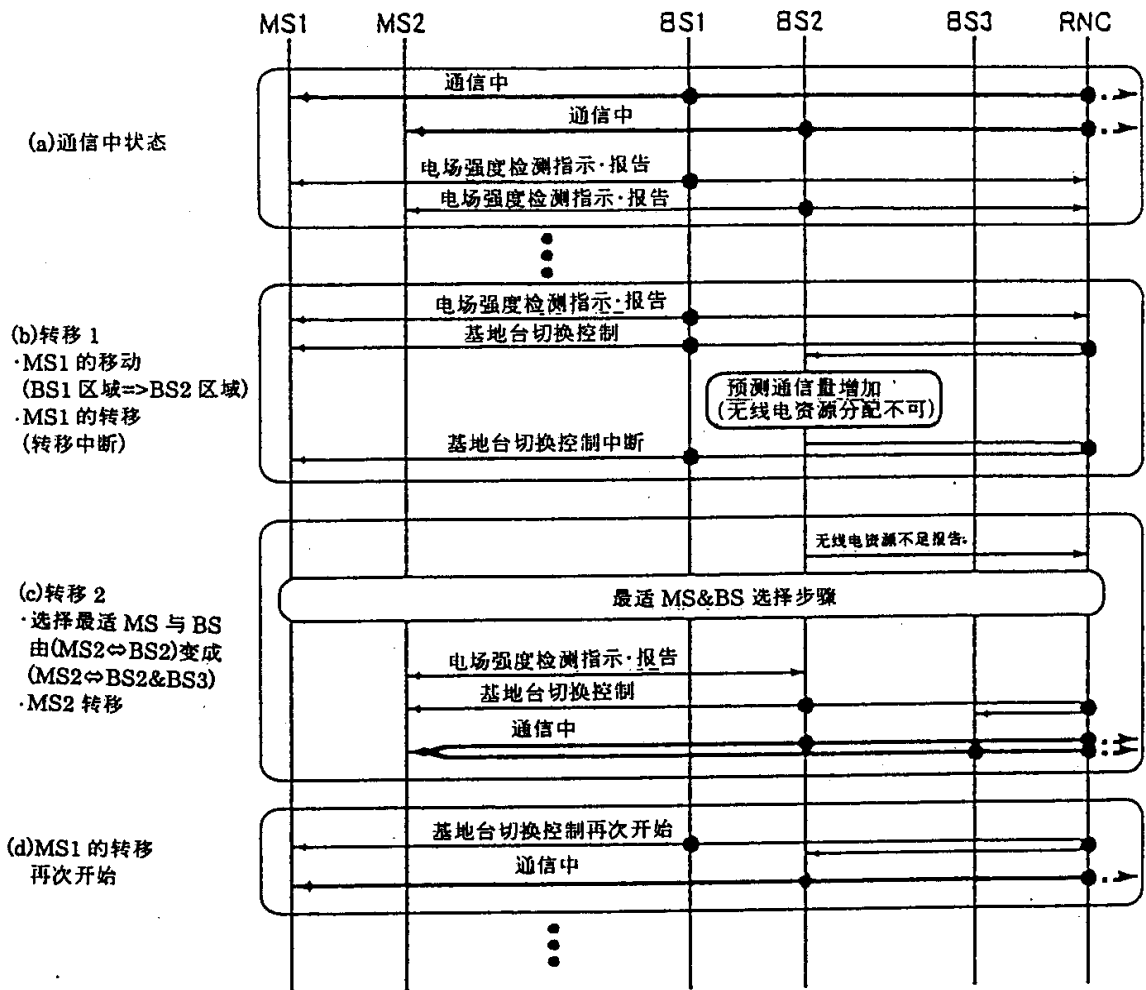 MS1 MS2 BS1 BS2 BS3 RNC
通信中
通信中
(a)通信中状态
电场强度检测指示·报告
电场强度检测指示·报告
电场强度检测指示·报告
(b)转移 1
基地台切换控制
·MS1 的移动
(BS1 区域=>BS2 区域)
预测通信量增加
(无线电资源分配不可)
·MS1 的转移
(转移中断)
基地台切换控制中断
无线电资源不足报告.
(c)转移 2
最适 MS&BS 选择步骤
·选择最适 MS 与 BS
由(MS2⇔BS2)变成
(MS2⇔BS2&BS3)
·MS2 转移
电场强度检测指示·报告
基地台切换控制
通信中
基地台切换控制再次开始
(d)MS1 的转移
再次开始
通信中